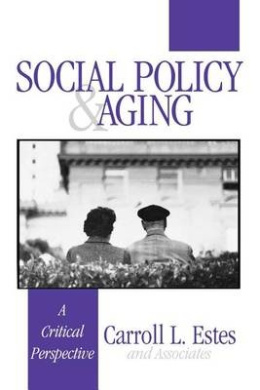 SOCIAL POLICY
& AGING
A
Critical
Perspective
Carroll L. Estes
and Associates